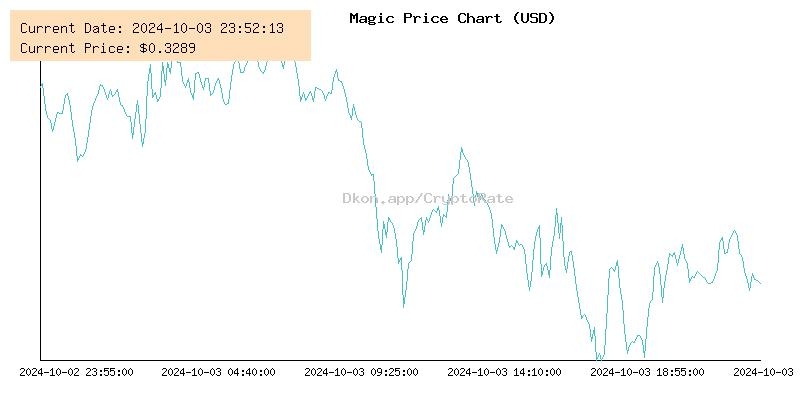 Magic Price Chart (USD)
Current Date: 2024-10-03 23:52:13
Current Price: $0.3289
Dkon.app/CryptoRate
2024-10-02 23:55:00 2024-10-03 04:40:00 2024-10-03 09:25:00 2024-10-03 14:10:00 2024-10-03 18:55:00 2024-10-03